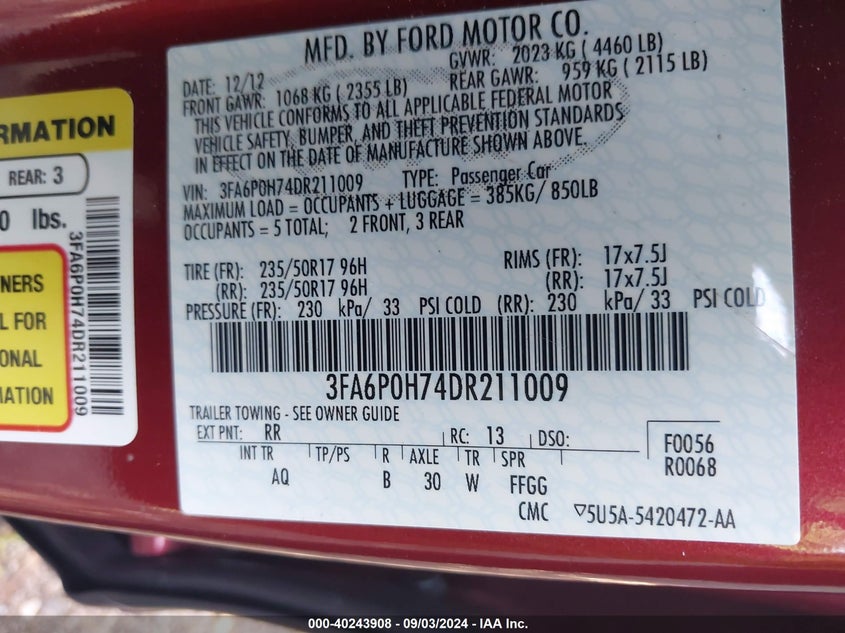 MFD. BY FORD MOTOR CO.
DATE: 12/12 GVWR: 2023 KG ( 4460 LB)
FRONT GAWR: 1068 KG ( 2355 LB) REAR GAWR: 959 KG ( 2115 LB)
THIS VEHICLE CONFORMS TO ALL APPLICABLE FEDERAL MOTOR
VEHICLE SAFETY, BUMPER, AND THEFT PREVENTION STANDARDS
IN EFFECT ON THE DATE OF MANUFACTURE SHOWN ABOVE.
VIN: 3FA6P0H74DR211009 TYPE: Passenger Car
MAXIMUM LOAD = OCCUPANTS + LUGGAGE = 385KG/ 850LB
OCCUPANTS = 5 TOTAL; 2 FRONT, 3 REAR
TIRE (FR): 235/50R17 96H RIMS (FR): 17x7.5J
(RR): 235/50R17 96H (RR): 17x7.5J
PRESSURE (FR): 230 kPa/ 33 PSI COLD (RR): 230 kPa/ 33 PSI COLD
3FA6P0H74DR211009
TRAILER TOWING - SEE OWNER GUIDE
EXT PNT: RR RC: 13 DSO: F0056
INT TR TP/PS R AXLE TR SPR R0068
AQ B 30 W FFGG
CMC ▽5U5A-5420472-AA
RMATION
REAR: 3
0 lbs.
NERS
L FOR
ONAL
MATION
3FA6P0H74DR211009
000-40243908 - 09/03/2024 - IAA Inc.